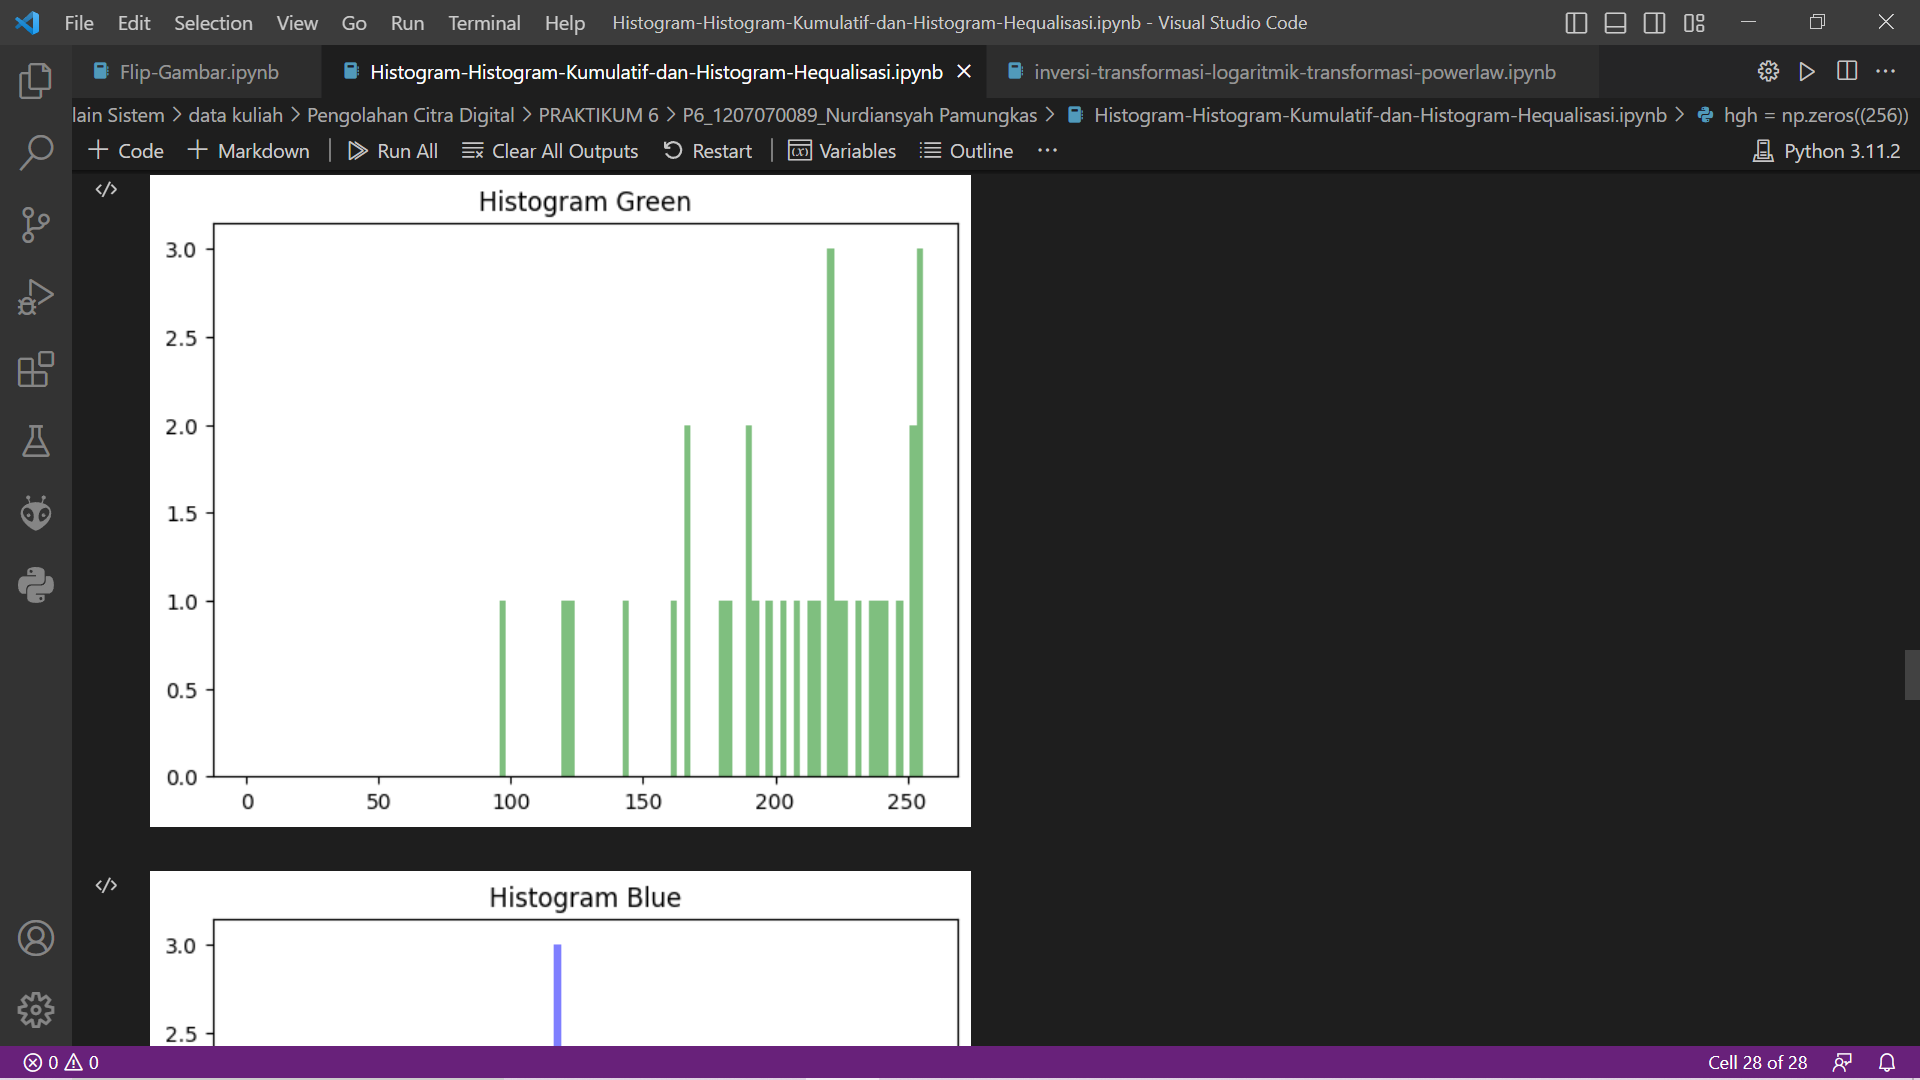 File Edit Selection View Go Run Terminal Help Histogram-Histogram-Kumulatif-dan-Histogram-Hequalisasi.ipynb - Visual Studio Code
Flip-Gambar.ipynb Histogram-Histogram-Kumulatif-dan-Histogram-Hequalisasi.ipynb inversi-transformasi-logaritmik-transformasi-powerlaw.ipynb
lain Sistem > data kuliah > Pengolahan Citra Digital > PRAKTIKUM 6 > P6_1207070089_Nurdiansyah Pamungkas > Histogram-Histogram-Kumulatif-dan-Histogram-Hequalisasi.ipynb > hgh = np.zeros((256))
+ Code + Markdown Run All Clear All Outputs Restart Variables Outline ... Python 3.11.2
Histogram Green
3.0
2.5
2.0
1.5
1.0
0.5
0.0
0 50 100 150 200 250
Histogram Blue
3.0
2.5
0 0 Cell 28 of 28